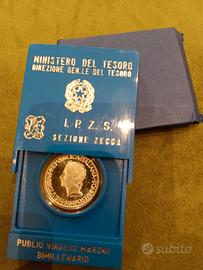 MINISTERO DEL TESORO
DIREZIONE GEN.LE DEL TESORO
I.P.Z.S.
SEZIONE ZECCA
PUBLIO VIRGILIO MARONE
BIMILLENARIO
subito